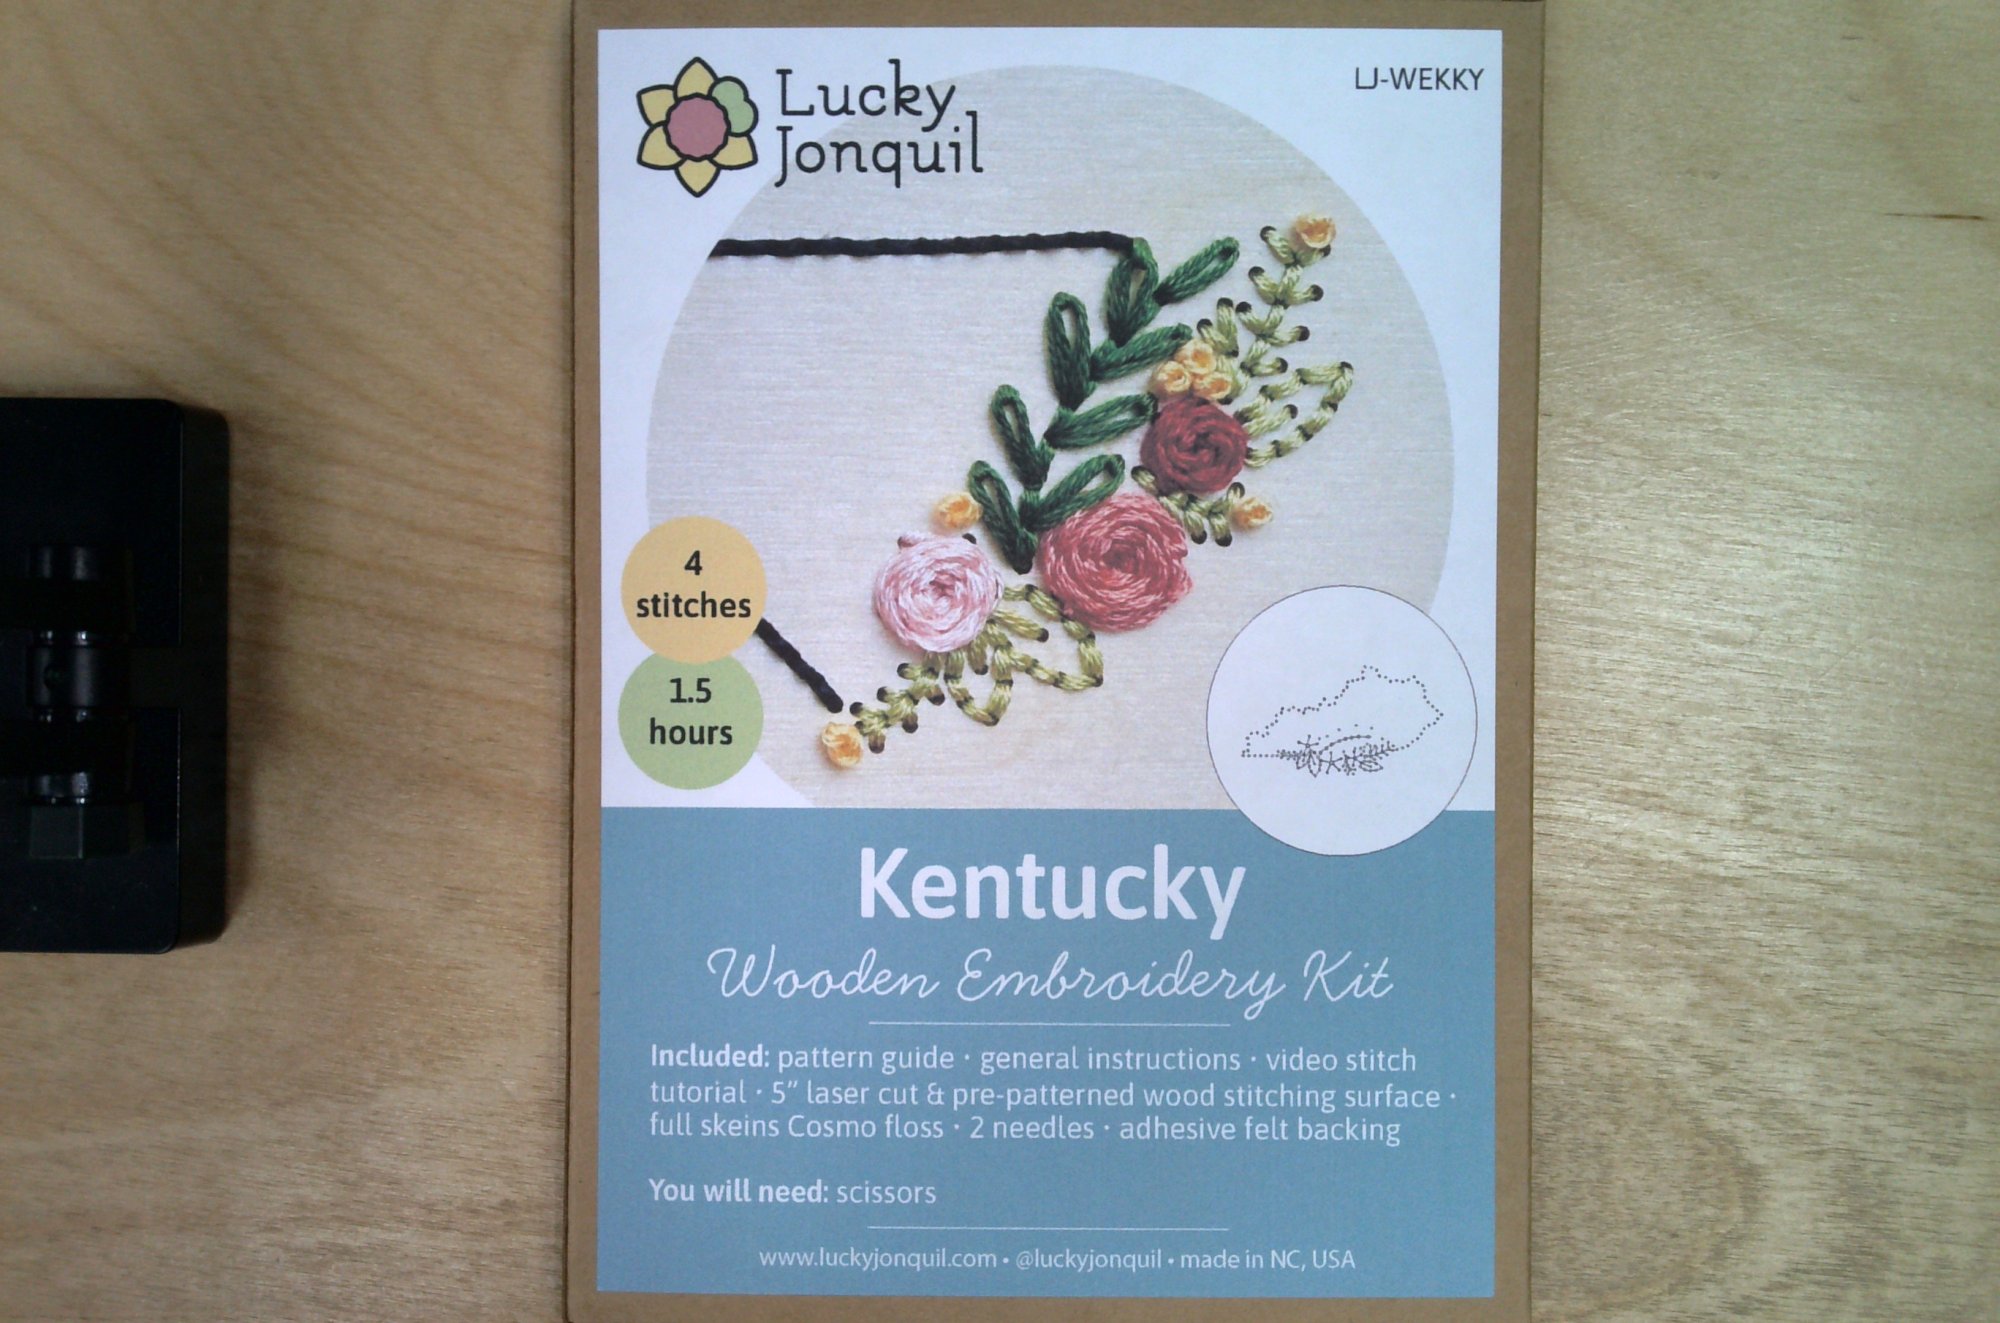 Lucky
Jonquil
LJ-WEKKY
4
stitches
1.5
hours
Kentucky
Wooden Embroidery Kit
Included: pattern guide · general instructions · video stitch
tutorial · 5" laser cut & pre-patterned wood stitching surface ·
full skeins Cosmo floss · 2 needles · adhesive felt backing
You will need: scissors
www.luckyjonquil.com • @luckyjonquil • made in NC, USA